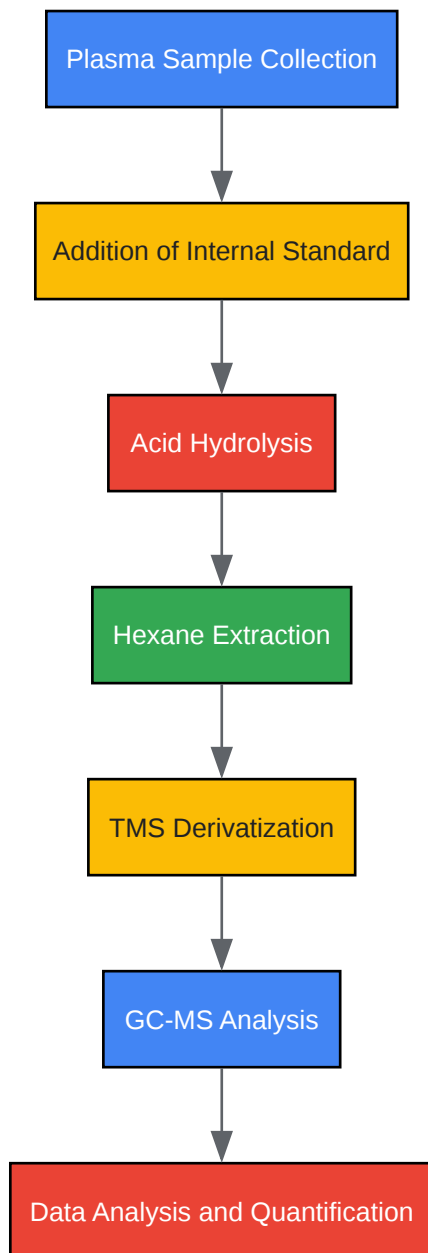 Plasma Sample Collection
Addition of Internal Standard
Acid Hydrolysis
Hexane Extraction
TMS Derivatization
GC-MS Analysis
Data Analysis and Quantification